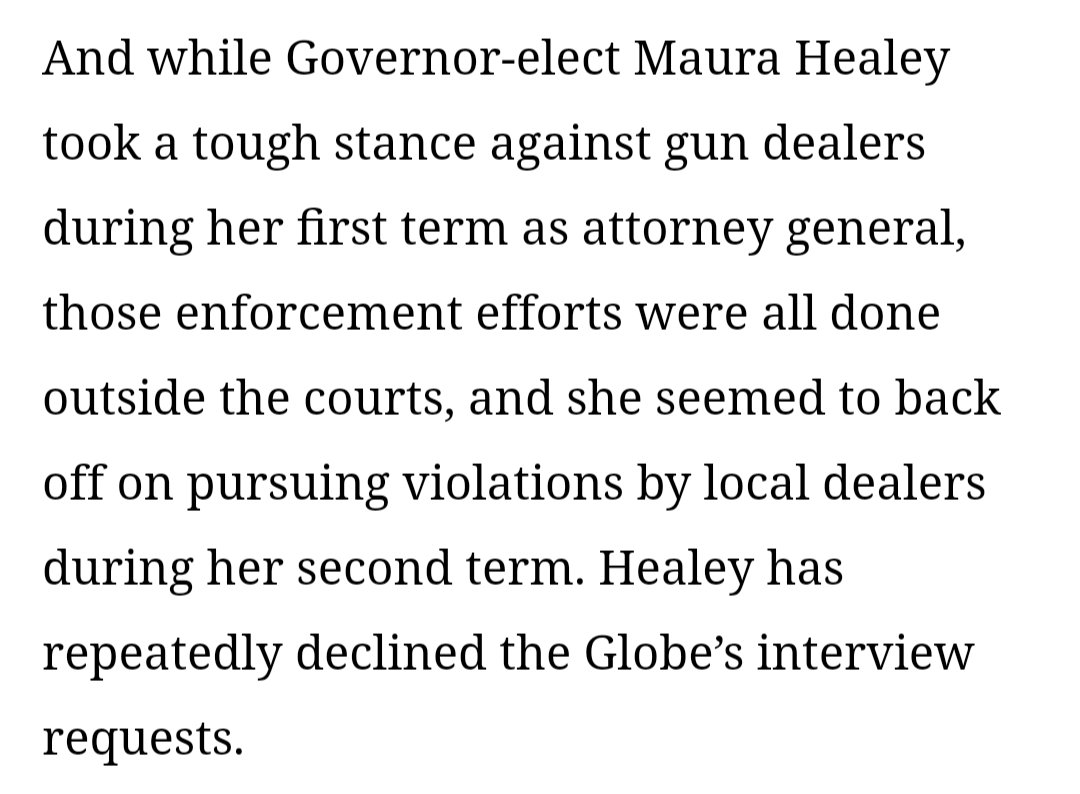 And while Governor-elect Maura Healey
took a tough stance against gun dealers
during her first term as attorney general,
those enforcement efforts were all done
outside the courts, and she seemed to back
off on pursuing violations by local dealers
during her second term. Healey has
repeatedly declined the Globe’s interview
requests.